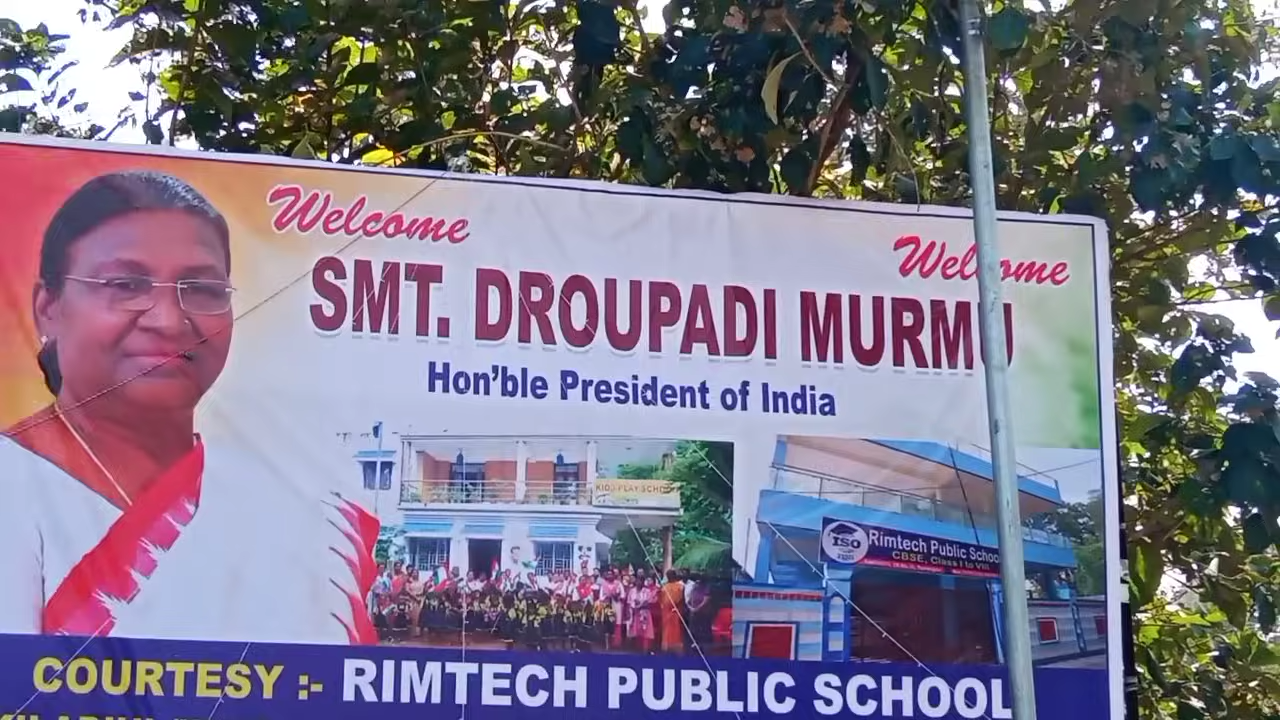 Welcome
Welcome
SMT. DROUPADI MURMU
Hon'ble President of India
KIDS PLAY SCHOOL
ISO
Rimtech Public School
CBSE, Class I to VIII
COURTESY :- RIMTECH PUBLIC SCHOOL